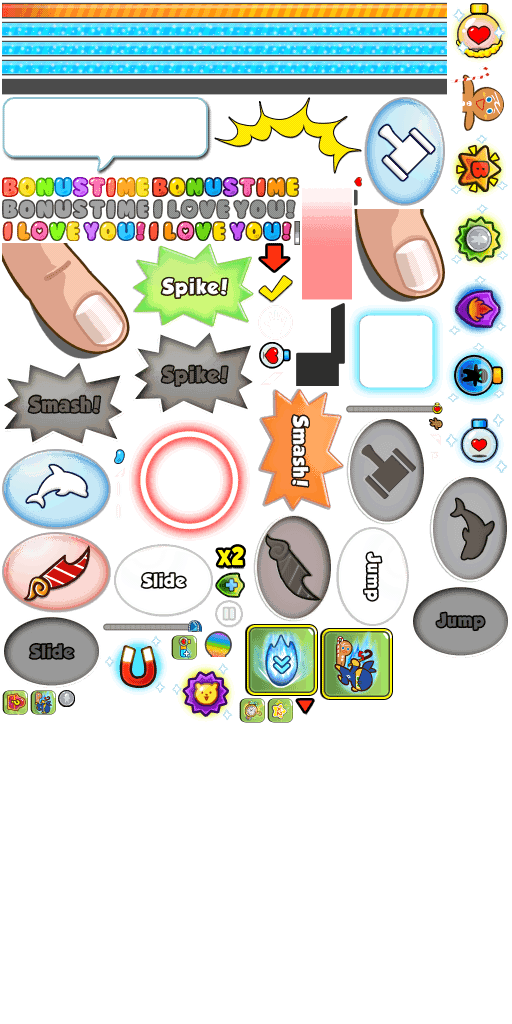 BONUSTIME BONUSTIME
BONUSTIME I LOVE YOU!
I LOVE YOU! I LOVE YOU!
Spike!
Spike!
Smash!
Smash!
x2
Slide
Jump
Jump
Slide